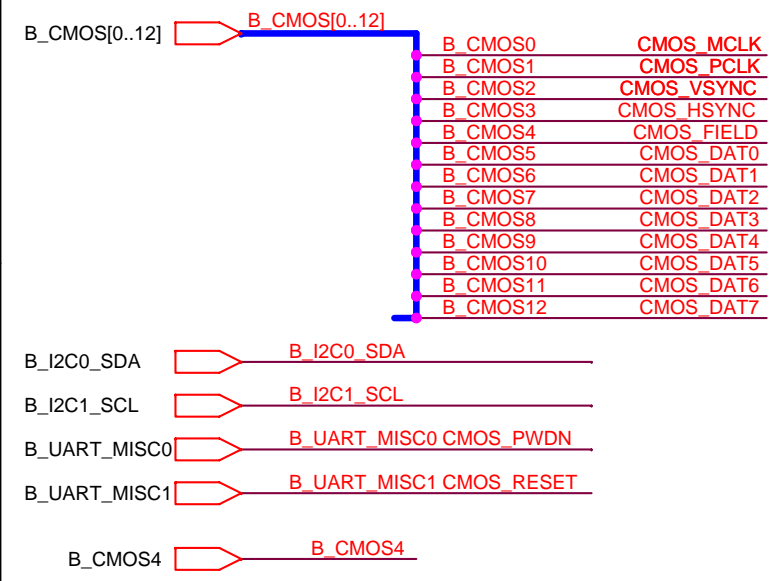 B_CMOS[0..12] B_CMOS[0..12]
B_CMOS0 CMOS_MCLK
B_CMOS1 CMOS_PCLK
B_CMOS2 CMOS_VSYNC
B_CMOS3 CMOS_HSYNC
B_CMOS4 CMOS_FIELD
B_CMOS5 CMOS_DAT0
B_CMOS6 CMOS_DAT1
B_CMOS7 CMOS_DAT2
B_CMOS8 CMOS_DAT3
B_CMOS9 CMOS_DAT4
B_CMOS10 CMOS_DAT5
B_CMOS11 CMOS_DAT6
B_CMOS12 CMOS_DAT7
B_I2C0_SDA B_I2C0_SDA
B_I2C1_SCL B_I2C1_SCL
B_UART_MISC0 B_UART_MISC0 CMOS_PWDN
B_UART_MISC1 B_UART_MISC1 CMOS_RESET
B_CMOS4 B_CMOS4